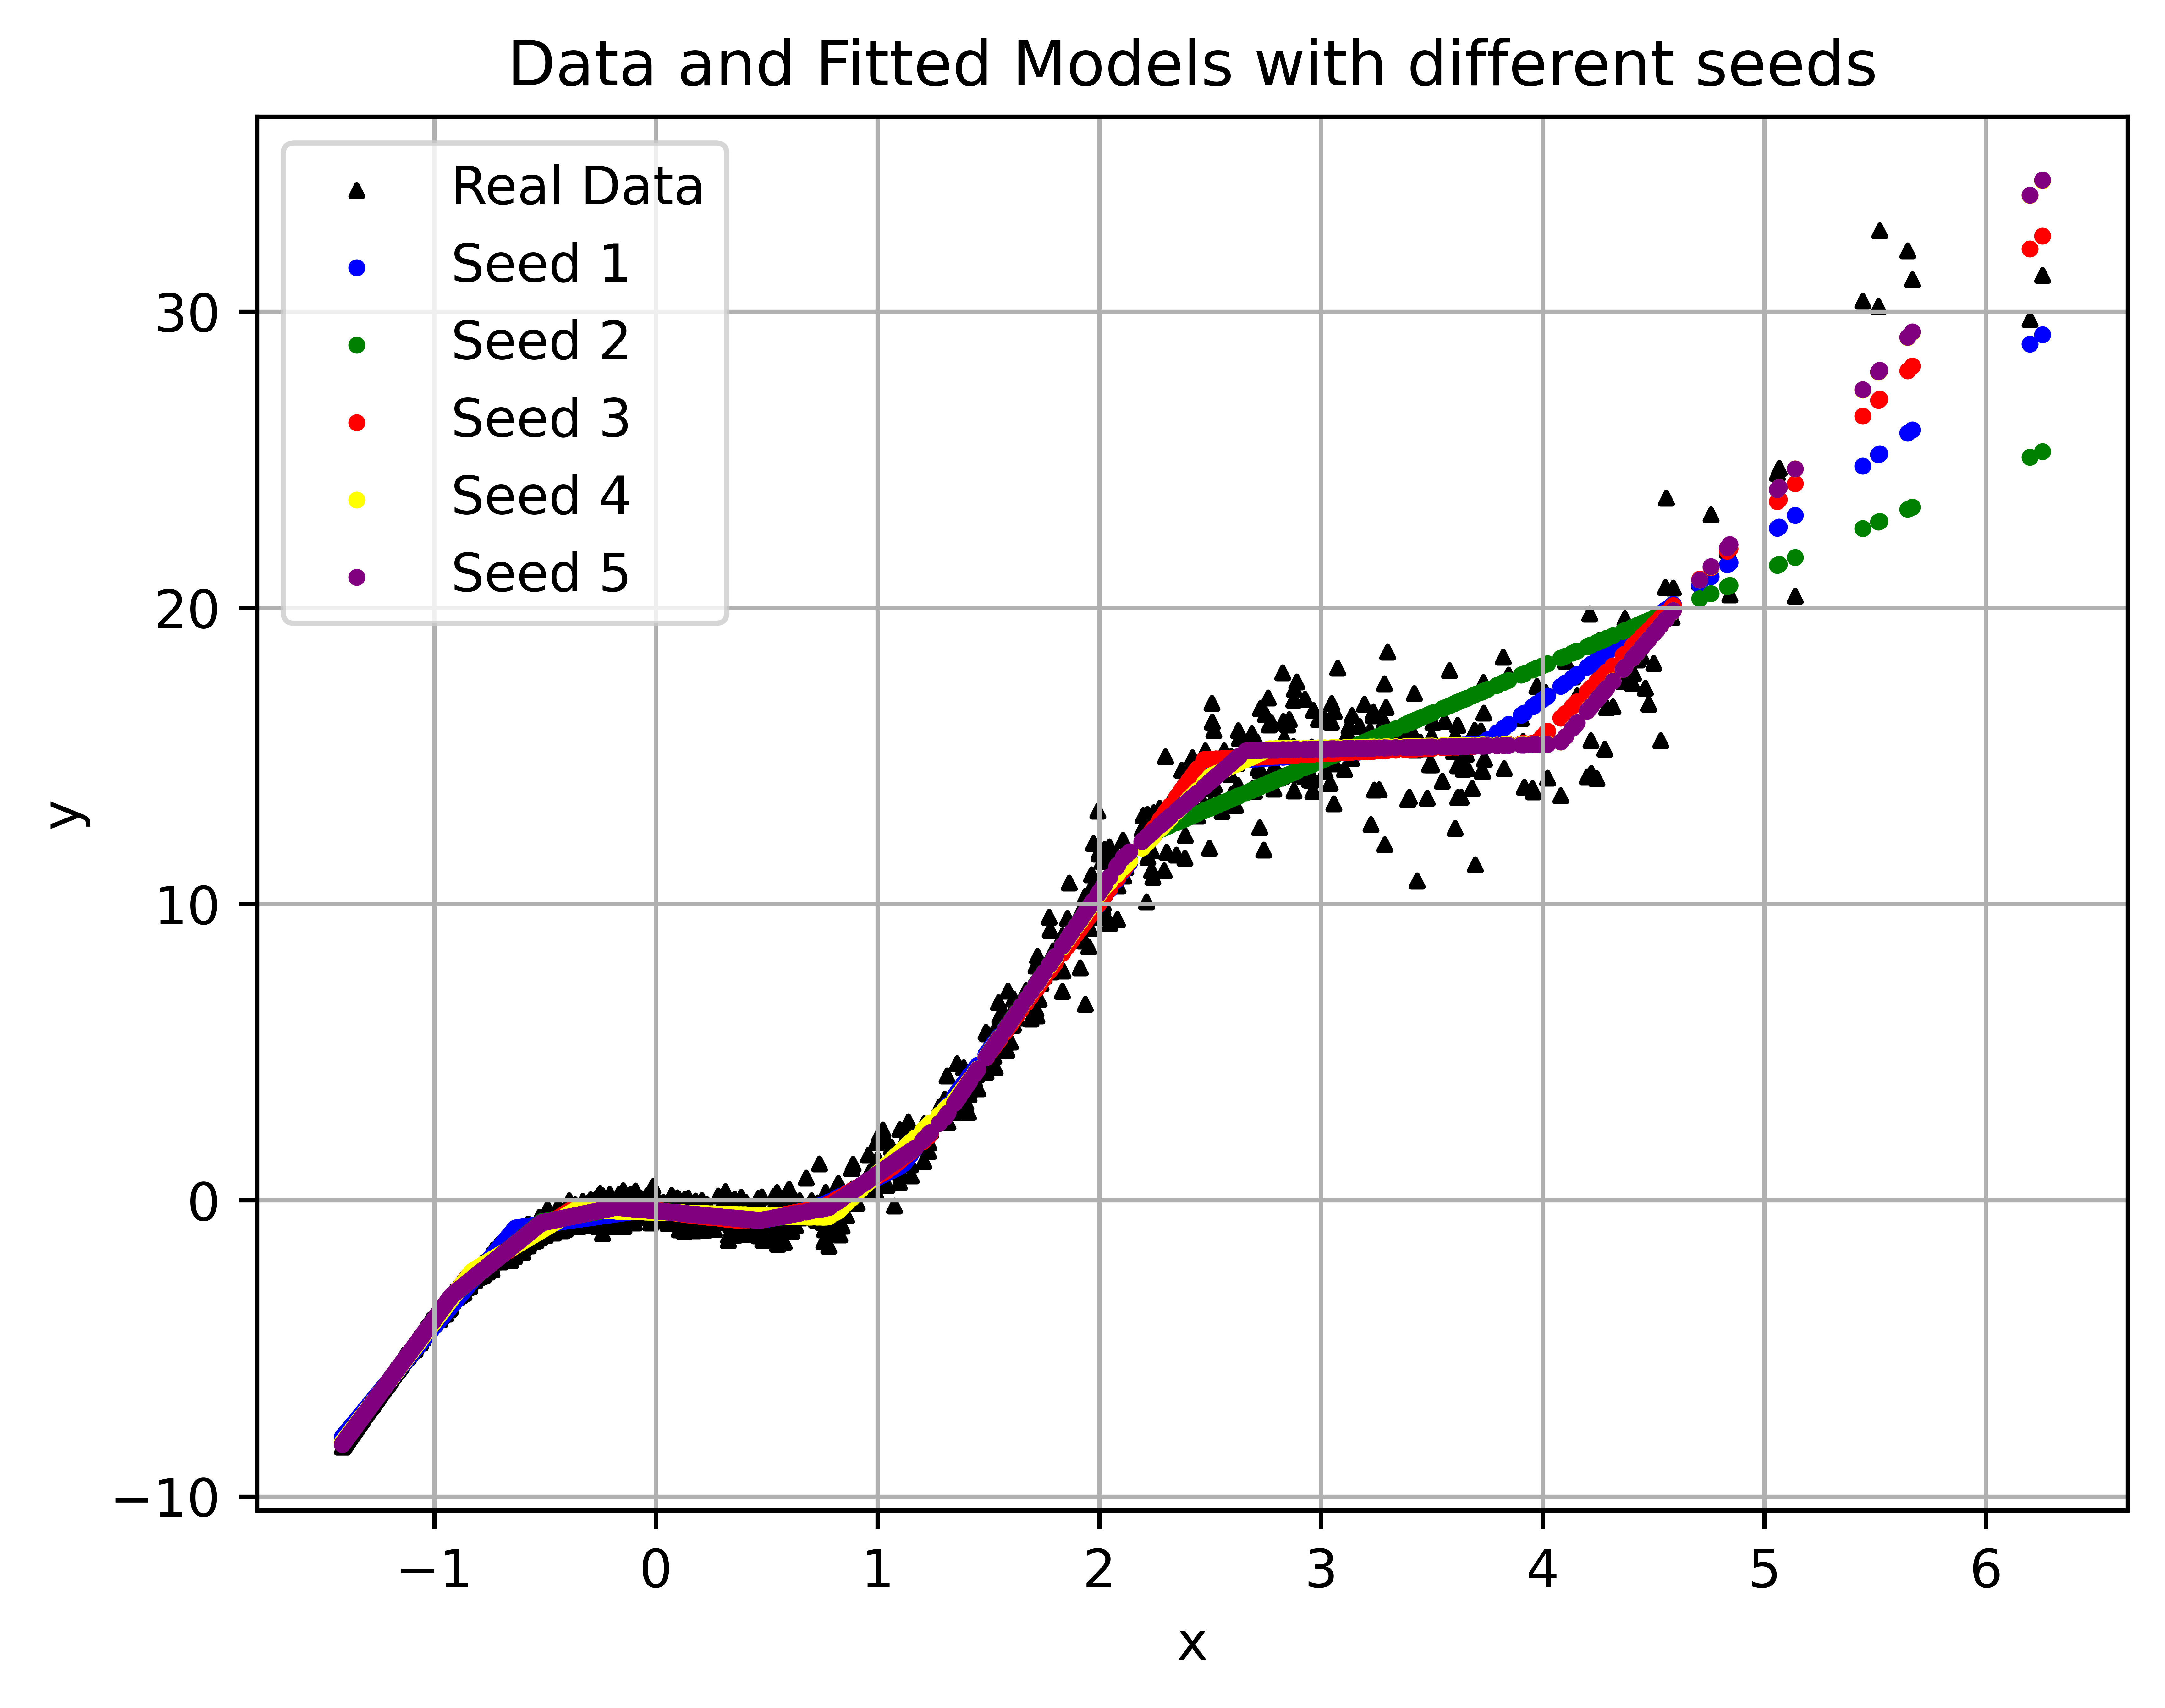 Data and Fitted Models with different seeds
Real Data
Seed 1
Seed 2
Seed 3
Seed 4
Seed 5
30
20
10
0
−10
y
−1 0 1 2 3 4 5 6
x